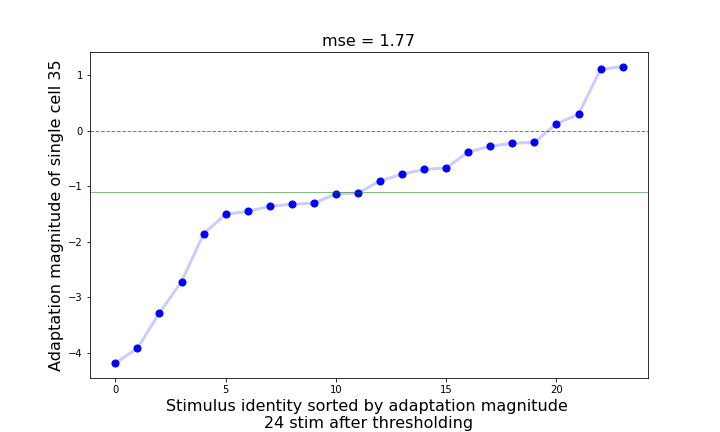 mse = 1.77
Adaptation magnitude of single cell 35
1
0
−1
−2
−3
−4
0 5 10 15 20
Stimulus identity sorted by adaptation magnitude
24 stim after thresholding